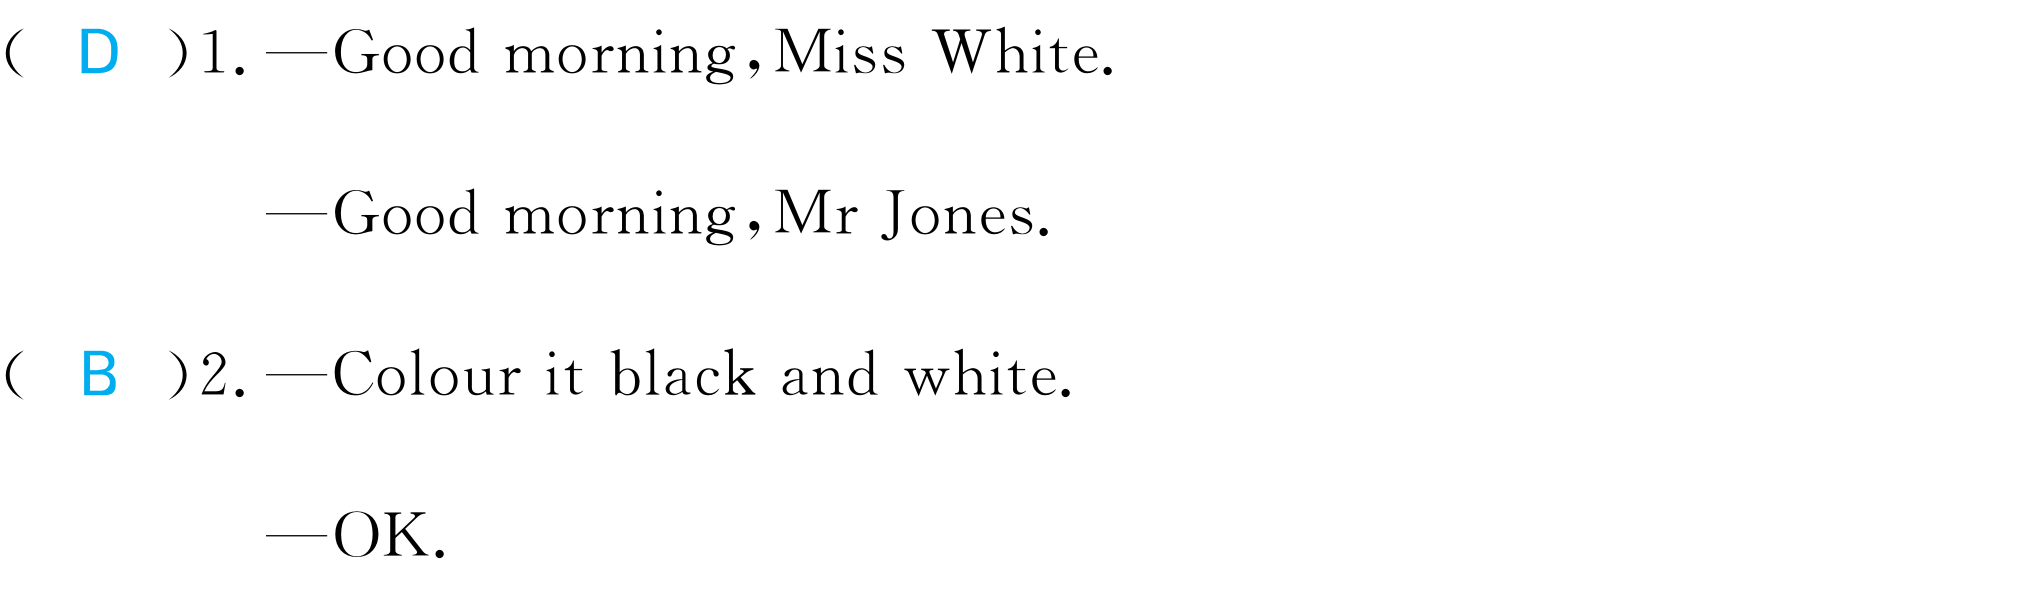 ( D )1. —Good morning, Miss White.
—Good morning, Mr Jones.
( B )2. —Colour it black and white.
—OK.